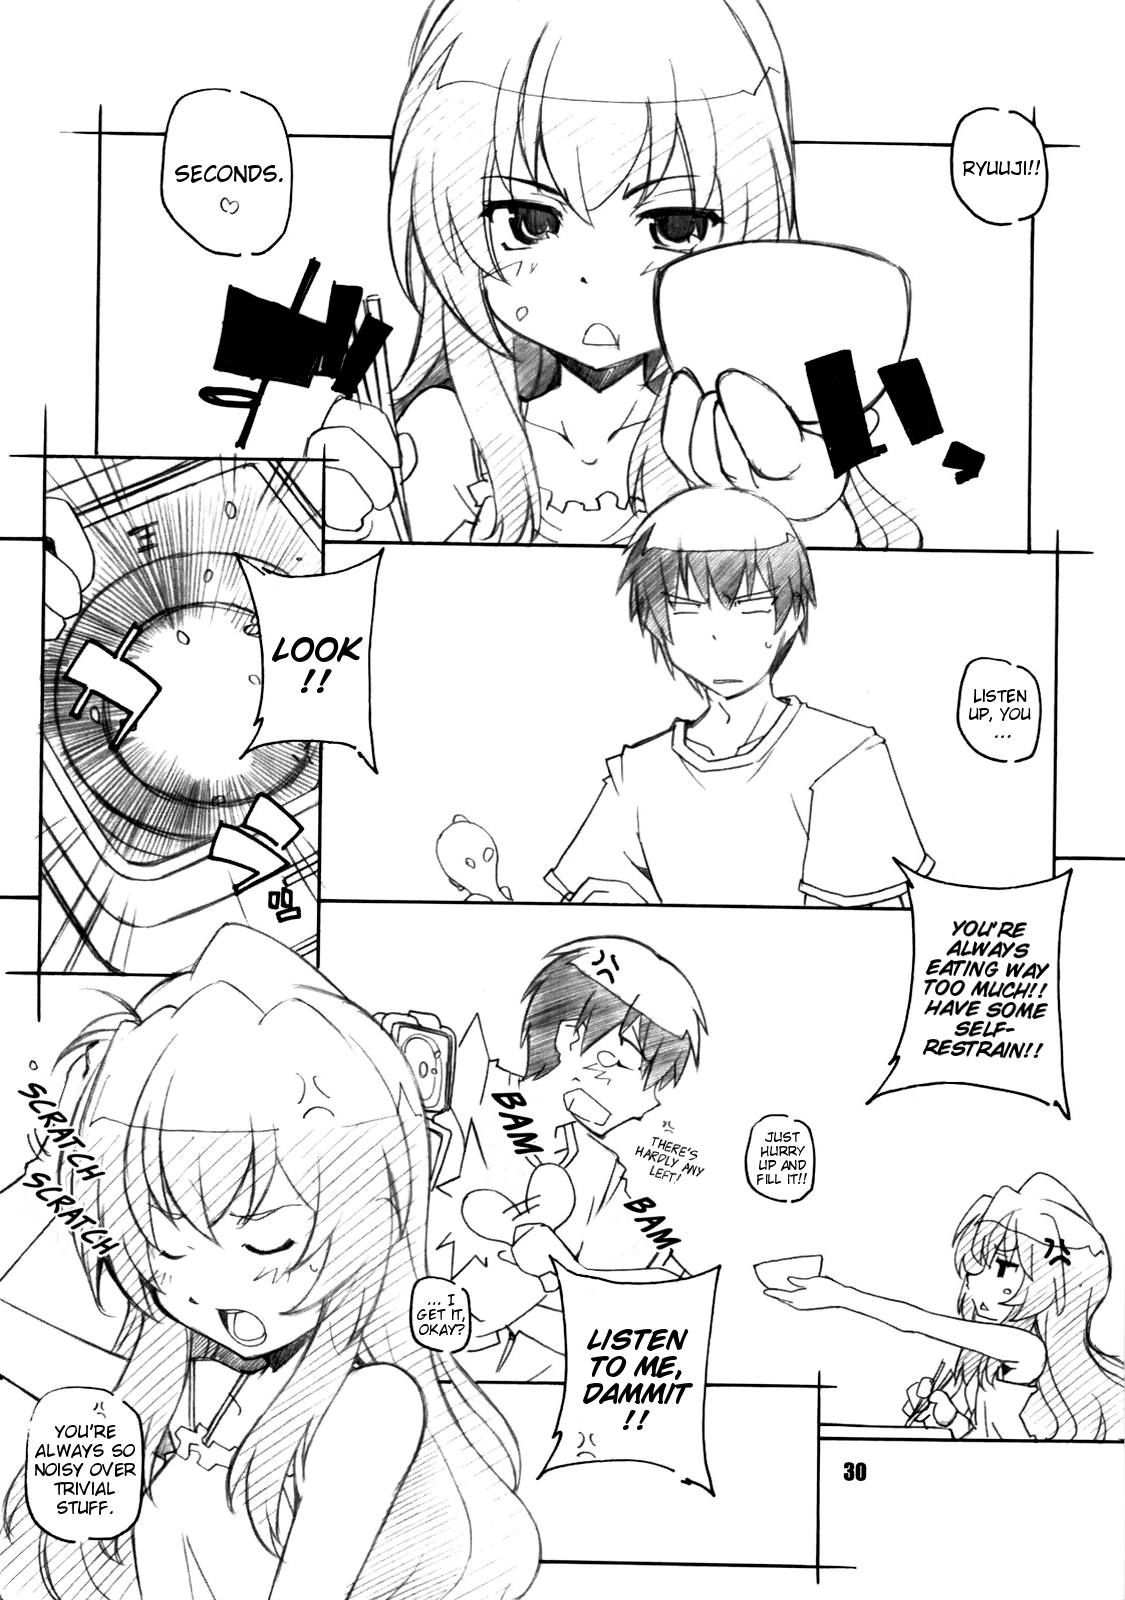 RYUUJI!!
SECONDS.
LISTEN
UP, YOU
...
LOOK
!!
YOU'RE
ALWAYS
EATING WAY
TOO MUCH!!
HAVE SOME
SELF-
RESTRAIN!!
BAM
THERE'S
HARDLY ANY
LEFT!
BAM
JUST
HURRY
UP AND
FILL IT!!
LISTEN
TO ME,
DAMMIT
!!
... I
GET IT,
OKAY?
SCRATCH
SCRATCH
YOU'RE
ALWAYS SO
NOISY OVER
TRIVIAL
STUFF.
30